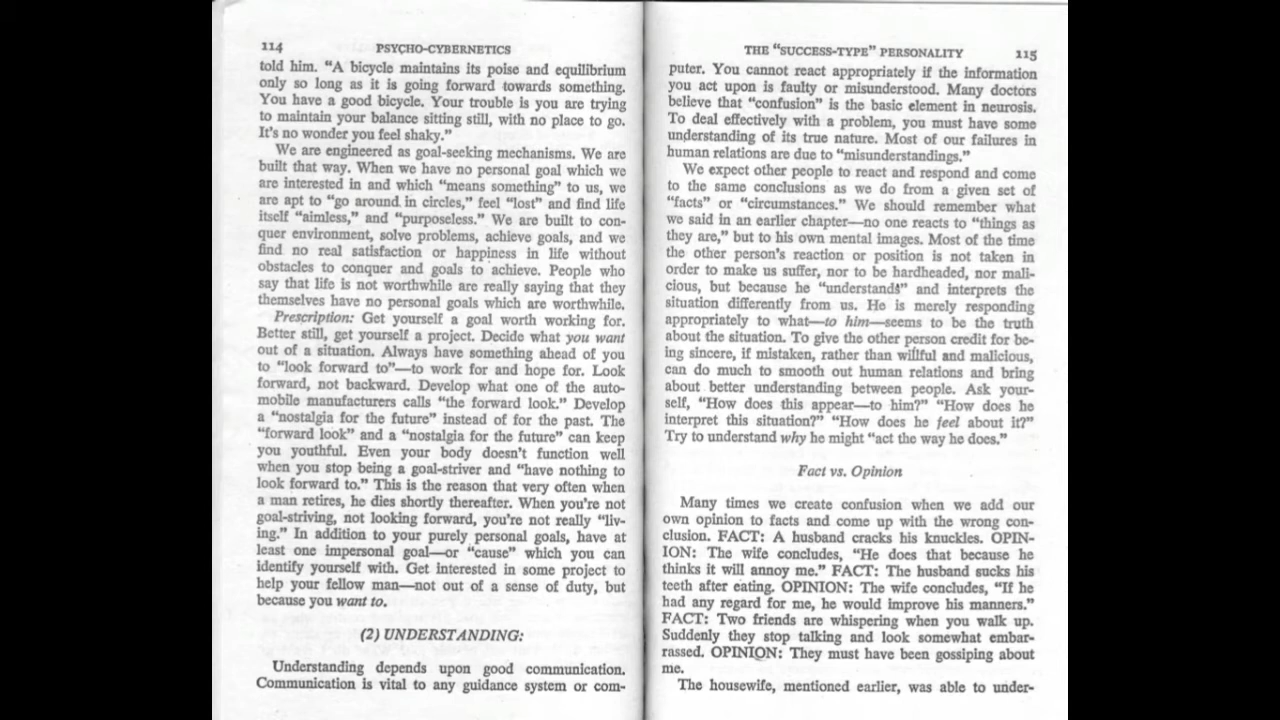 114 PSYCHO-CYBERNETICS
told him. “A bicycle maintains its poise and equilibrium
only so long as it is going forward towards something.
You have a good bicycle. Your trouble is you are trying
to maintain your balance sitting still, with no place to go.
It’s no wonder you feel shaky.”
We are engineered as goal-seeking mechanisms. We are
built that way. When we have no personal goal which we
are interested in and which “means something” to us, we
are apt to “go around in circles,” feel “lost” and find life
itself “aimless,” and “purposeless.” We are built to con-
quer environment, solve problems, achieve goals, and we
find no real satisfaction or happiness in life without
obstacles to conquer and goals to achieve. People who
say that life is not worthwhile are really saying that they
themselves have no personal goals which are worthwhile.
Prescription: Get yourself a goal worth working for.
Better still, get yourself a project. Decide what you want
out of a situation. Always have something ahead of you
to “look forward to”—to work for and hope for. Look
forward, not backward. Develop what one of the auto-
mobile manufacturers calls “the forward look.” Develop
a “nostalgia for the future” instead of for the past. The
“forward look” and a “nostalgia for the future” can keep
you youthful. Even your body doesn’t function well
when you stop being a goal-striver and “have nothing to
look forward to.” This is the reason that very often when
a man retires, he dies shortly thereafter. When you’re not
goal-striving, not looking forward, you’re not really “liv-
ing.” In addition to your purely personal goals, have at
least one impersonal goal—or “cause” which you can
identify yourself with. Get interested in some project to
help your fellow man—not out of a sense of duty, but
because you want to.
(2) UNDERSTANDING:
Understanding depends upon good communication.
Communication is vital to any guidance system or com-
THE “SUCCESS-TYPE” PERSONALITY 115
puter. You cannot react appropriately if the information
you act upon is faulty or misunderstood. Many doctors
believe that “confusion” is the basic element in neurosis.
To deal effectively with a problem, you must have some
understanding of its true nature. Most of our failures in
human relations are due to “misunderstandings.”
We expect other people to react and respond and come
to the same conclusions as we do from a given set of
“facts” or “circumstances.” We should remember what
we said in an earlier chapter—no one reacts to “things as
they are,” but to his own mental images. Most of the time
the other person’s reaction or position is not taken in
order to make us suffer, nor to be hardheaded, nor mali-
cious, but because he “understands” and interprets the
situation differently from us. He is merely responding
appropriately to what—to him—seems to be the truth
about the situation. To give the other person credit for be-
ing sincere, if mistaken, rather than willful and malicious,
can do much to smooth out human relations and bring
about better understanding between people. Ask your-
self, “How does this appear—to him?” “How does he
interpret this situation?” “How does he feel about it?”
Try to understand why he might “act the way he does.”
Fact vs. Opinion
Many times we create confusion when we add our
own opinion to facts and come up with the wrong con-
clusion. FACT: A husband cracks his knuckles. OPIN-
ION: The wife concludes, “He does that because he
thinks it will annoy me.” FACT: The husband sucks his
teeth after eating. OPINION: The wife concludes, “If he
had any regard for me, he would improve his manners.”
FACT: Two friends are whispering when you walk up.
Suddenly they stop talking and look somewhat embar-
rassed. OPINION: They must have been gossiping about
me.
The housewife, mentioned earlier, was able to under-